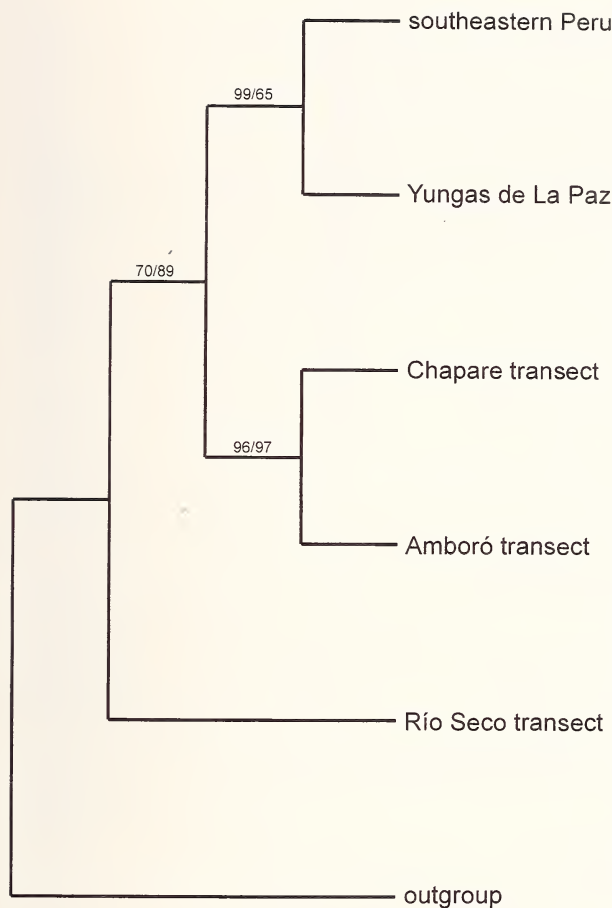 southeastern Peru
99/65
Yungas de La Paz
70/89
Chapare transect
96/97
Amboró transect
Río Seco transect
outgroup